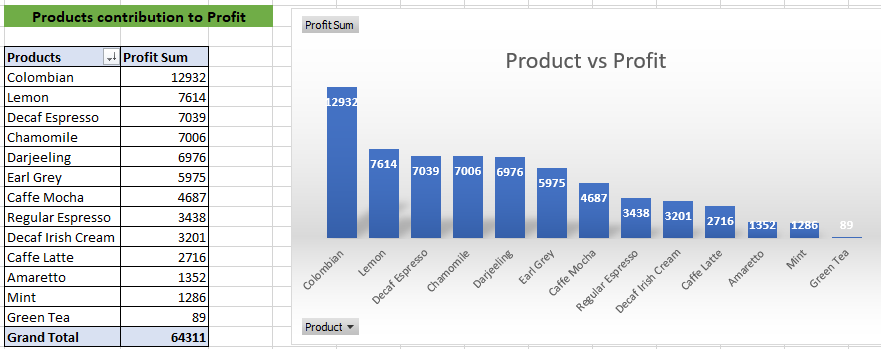 Products contribution to Profit
Products Profit Sum
Colombian 12932
Lemon 7614
Decaf Espresso 7039
Chamomile 7006
Darjeeling 6976
Earl Grey 5975
Caffe Mocha 4687
Regular Espresso 3438
Decaf Irish Cream 3201
Caffe Latte 2716
Amaretto 1352
Mint 1286
Green Tea 89
Grand Total 64311
Profit Sum
Product vs Profit
12932 7614 7039 7006 6976 5975 4687 3438 3201 2716 1352 1286 89
Colombian Lemon Decaf Espresso Chamomile Darjeeling Earl Grey Caffe Mocha Regular Espresso Decaf Irish Cream Caffe Latte Amaretto Mint Green Tea
Product